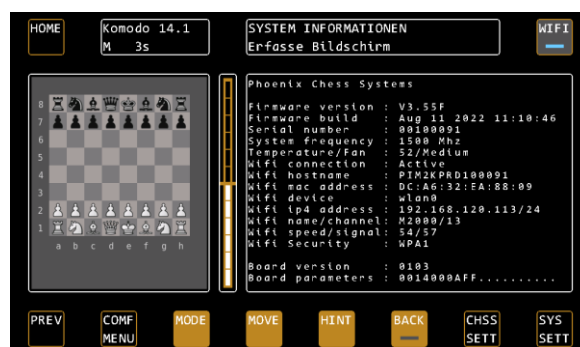 HOME
Komodo 14.1
M 3s
SYSTEM INFORMATIONEN
Erfasse Bildschirm
WIFI
8
7
6
5
4
3
2
1
a b c d e f g h
Phoenix Chess Systems
Firmware version : V3.55F
Firmware build : Aug 11 2022 11:10:46
Serial number : 00100091
System frequency : 1500 Mhz
Temperature/Fan : 52/Medium
Wifi connection : Active
Wifi hostname : PIM2KPRD100091
Wifi mac address : DC:A6:32:EA:88:09
Wifi device : wlan0
Wifi ip4 address : 192.168.120.113/24
Wifi name/channel: M2000/13
Wifi speed/signal: 54/57
Wifi Security : WPA1
Board version : 0103
Board parameters : 0014000AFF..........
PREV
COMF
MENU
MODE
MOVE
HINT
BACK
CHSS
SETT
SYS
SETT